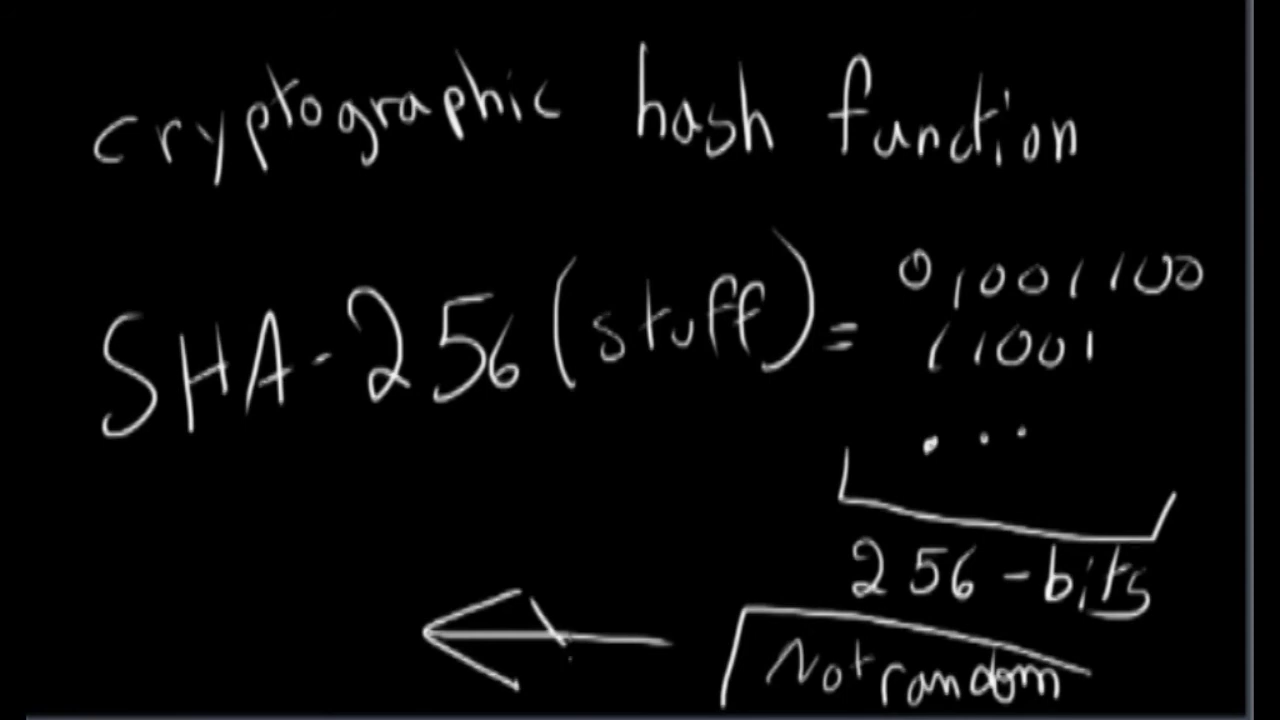 cryptographic hash function
SHA-256 (stuff) = 01001100
11001
...
256-bits
Not random